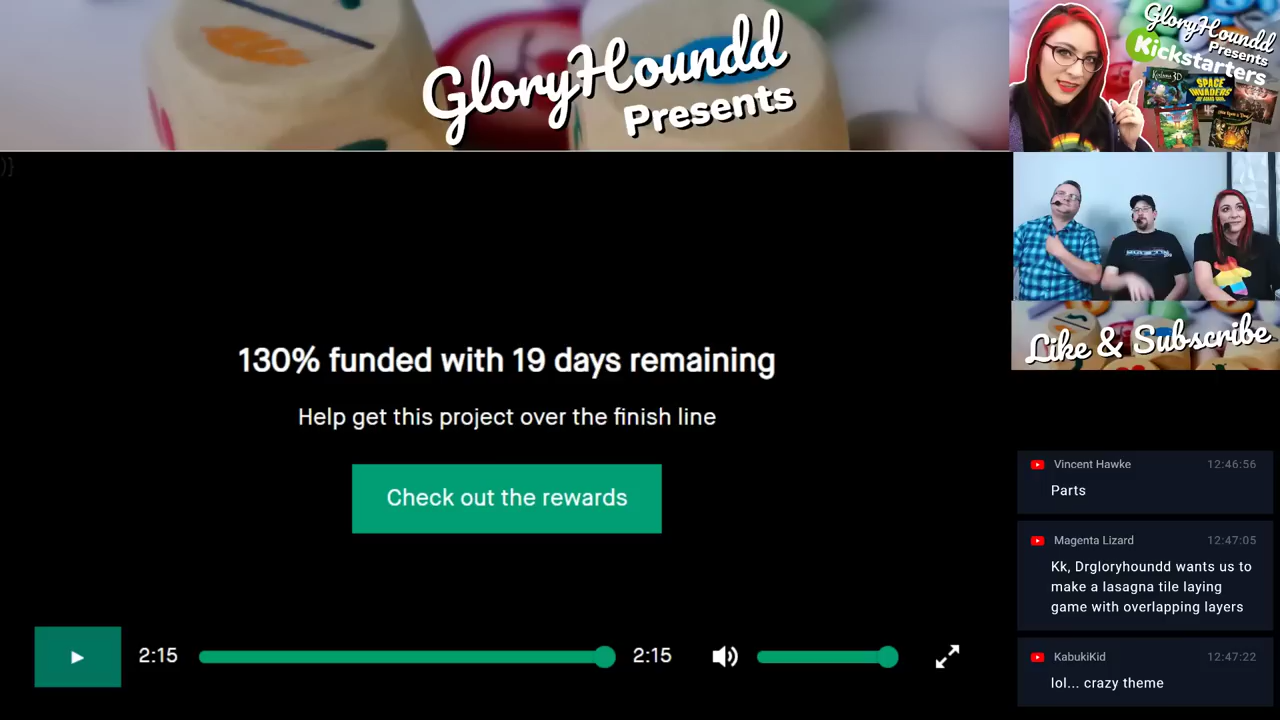 GloryHoundd
Presents
GloryHoundd
Presents
Kickstarters
SPACE
INVADERS
)}
130% funded with 19 days remaining
Help get this project over the finish line
Check out the rewards
2:15
2:15
Like & Subscribe
Vincent Hawke 12:46:56
Parts
Magenta Lizard 12:47:05
Kk, Drgloryhoundd wants us to
make a lasagna tile laying
game with overlapping layers
KabukiKid 12:47:22
lol... crazy theme